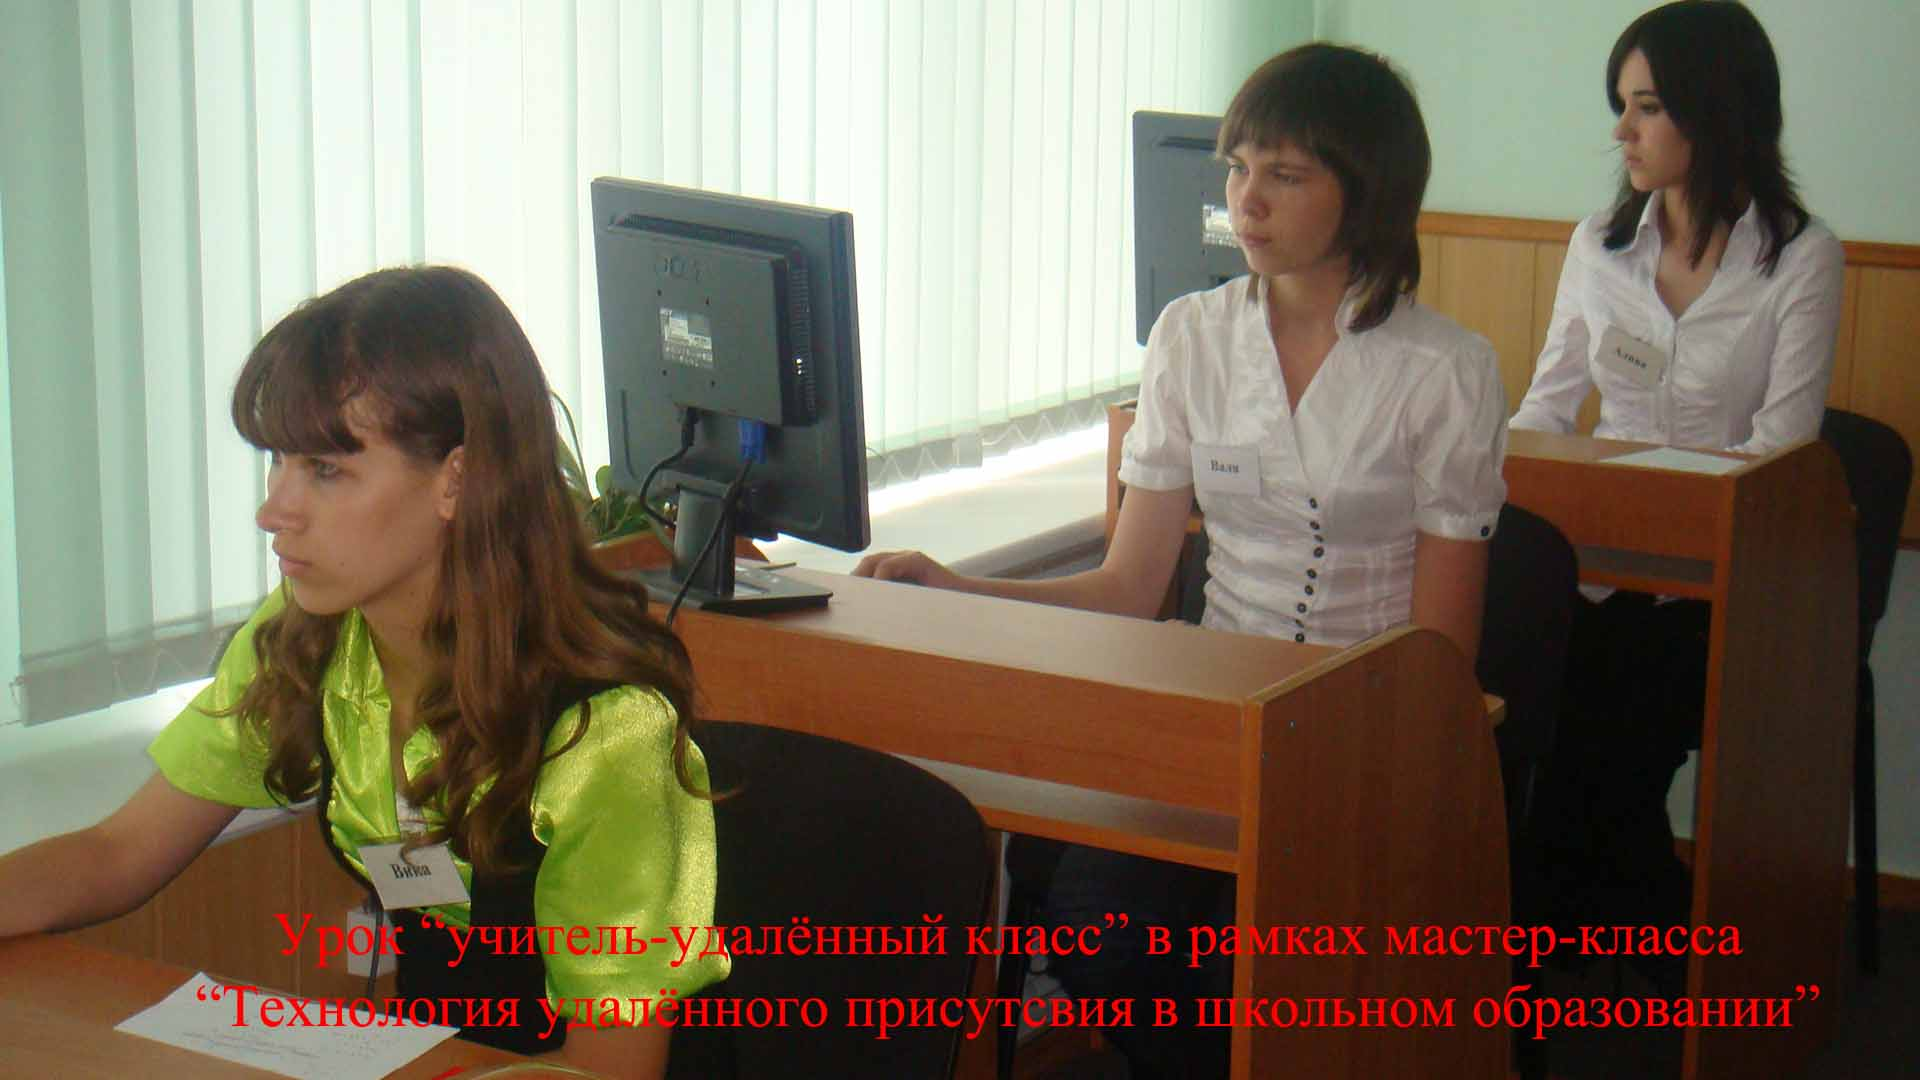 Алина
Валя
Вика
Урок “учитель-удалённый класс” в рамках мастер-класса
“Технология удалённого присутсвия в школьном образовании”